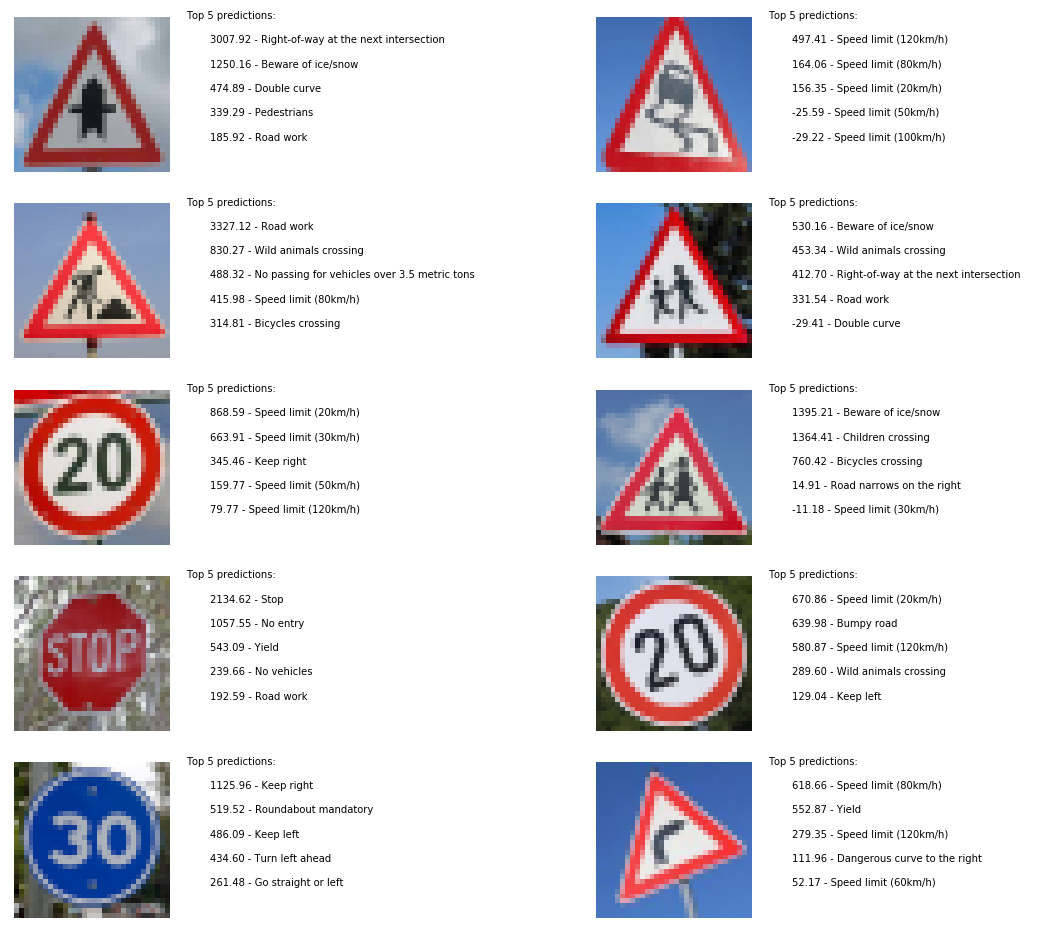 Top 5 predictions:
3007.92 - Right-of-way at the next intersection
1250.16 - Beware of ice/snow
474.89 - Double curve
339.29 - Pedestrians
185.92 - Road work
Top 5 predictions:
497.41 - Speed limit (120km/h)
164.06 - Speed limit (80km/h)
156.35 - Speed limit (20km/h)
-25.59 - Speed limit (50km/h)
-29.22 - Speed limit (100km/h)
Top 5 predictions:
3327.12 - Road work
830.27 - Wild animals crossing
488.32 - No passing for vehicles over 3.5 metric tons
415.98 - Speed limit (80km/h)
314.81 - Bicycles crossing
Top 5 predictions:
530.16 - Beware of ice/snow
453.34 - Wild animals crossing
412.70 - Right-of-way at the next intersection
331.54 - Road work
-29.41 - Double curve
20
Top 5 predictions:
868.59 - Speed limit (20km/h)
663.91 - Speed limit (30km/h)
345.46 - Keep right
159.77 - Speed limit (50km/h)
79.77 - Speed limit (120km/h)
Top 5 predictions:
1395.21 - Beware of ice/snow
1364.41 - Children crossing
760.42 - Bicycles crossing
14.91 - Road narrows on the right
-11.18 - Speed limit (30km/h)
STOP
Top 5 predictions:
2134.62 - Stop
1057.55 - No entry
543.09 - Yield
239.66 - No vehicles
192.59 - Road work
20
Top 5 predictions:
670.86 - Speed limit (20km/h)
639.98 - Bumpy road
580.87 - Speed limit (120km/h)
289.60 - Wild animals crossing
129.04 - Keep left
30
Top 5 predictions:
1125.96 - Keep right
519.52 - Roundabout mandatory
486.09 - Keep left
434.60 - Turn left ahead
261.48 - Go straight or left
Top 5 predictions:
618.66 - Speed limit (80km/h)
552.87 - Yield
279.35 - Speed limit (120km/h)
111.96 - Dangerous curve to the right
52.17 - Speed limit (60km/h)